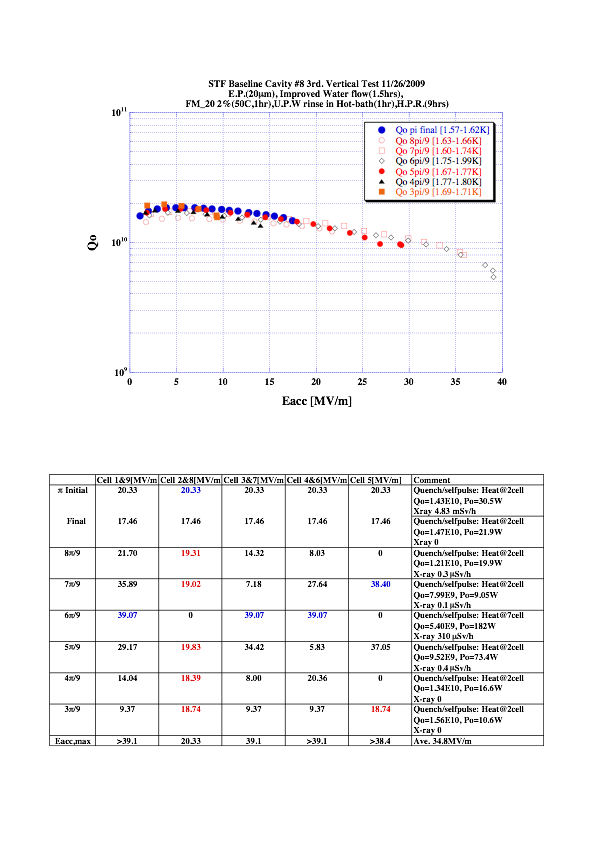 STF Baseline Cavity #8 3rd. Vertical Test 11/26/2009
E.P.(20μm), Improved Water flow(1.5hrs),
FM_20 2%(50C,1hr),U.P.W rinse in Hot-bath(1hr),H.P.R.(9hrs)
10¹¹
Qo pi final [1.57-1.62K]
Qo 8pi/9 [1.63-1.66K]
Qo 7pi/9 [1.60-1.74K]
Qo 6pi/9 [1.75-1.99K]
Qo 5pi/9 [1.67-1.77K]
Qo 4pi/9 [1.77-1.80K]
Qo 3pi/9 [1.69-1.71K]
Qo
10¹⁰
10⁹
0 5 10 15 20 25 30 35 40
Eacc [MV/m]
Cell 1&9[MV/m Cell 2&8[MV/m Cell 3&7[MV/m Cell 4&6[MV/m Cell 5[MV/m] Comment
π Initial 20.33 20.33 20.33 20.33 20.33 Quench/selfpulse: Heat@2cell
Qo=1.43E10, Po=30.5W
Xray 4.83 mSv/h
Final 17.46 17.46 17.46 17.46 17.46 Quench/selfpulse: Heat@2cell
Qo=1.47E10, Po=21.9W
Xray 0
8π/9 21.70 19.31 14.32 8.03 0 Quench/selfpulse: Heat@2cell
Qo=1.21E10, Po=19.9W
X-ray 0.3 μSv/h
7π/9 35.89 19.02 7.18 27.64 38.40 Quench/selfpulse: Heat@2cell
Qo=7.99E9, Po=9.05W
X-ray 0.1 μSv/h
6π/9 39.07 0 39.07 39.07 0 Quench/selfpulse: Heat@7cell
Qo=5.40E9, Po=182W
X-ray 310 μSv/h
5π/9 29.17 19.83 34.42 5.83 37.05 Quench/selfpulse: Heat@2cell
Qo=9.52E9, Po=73.4W
X-ray 0.4 μSv/h
4π/9 14.04 18.39 8.00 20.36 0 Quench/selfpulse: Heat@2cell
Qo=1.34E10, Po=16.6W
X-ray 0
3π/9 9.37 18.74 9.37 9.37 18.74 Quench/selfpulse: Heat@2cell
Qo=1.56E10, Po=10.6W
X-ray 0
Eacc,max >39.1 20.33 39.1 >39.1 >38.4 Ave. 34.8MV/m